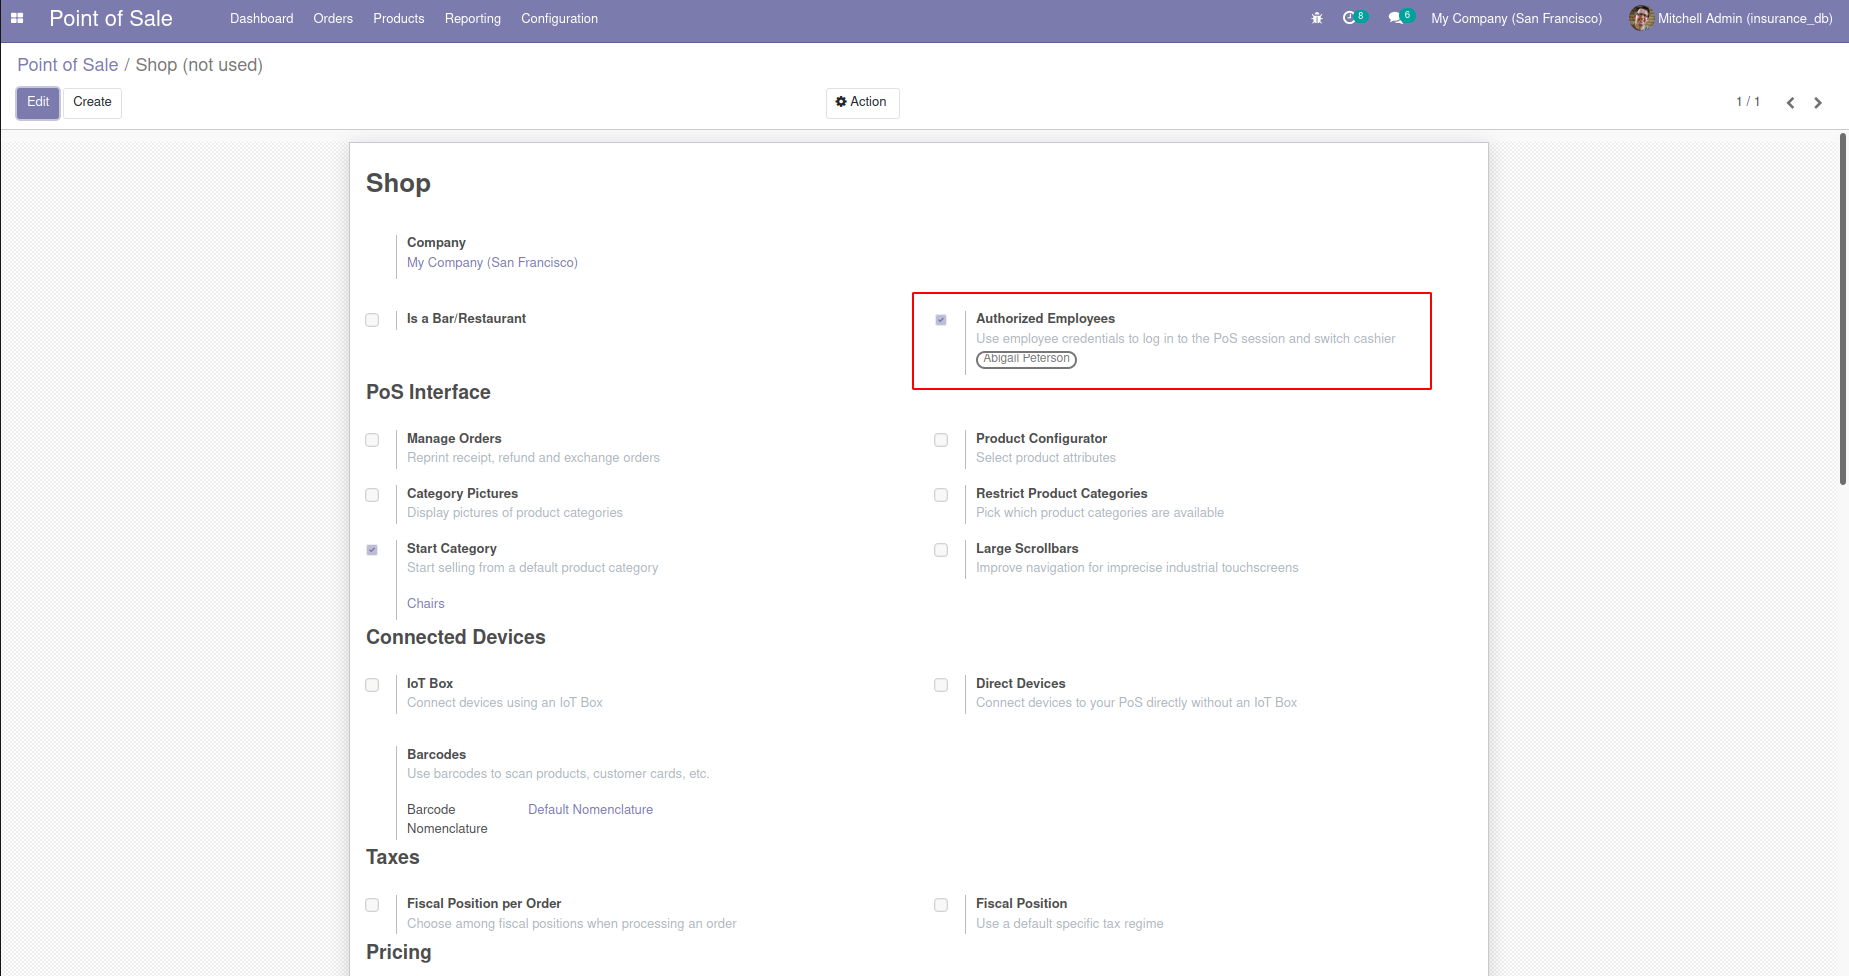 Point of Sale
Dashboard Orders Products Reporting Configuration
8 6 My Company (San Francisco) Mitchell Admin (insurance_db)
Point of Sale / Shop (not used)
Edit Create Action 1 / 1
Shop
Company
My Company (San Francisco)
Is a Bar/Restaurant
Authorized Employees
Use employee credentials to log in to the PoS session and switch cashier
Abigail Peterson
PoS Interface
Manage Orders
Reprint receipt, refund and exchange orders
Product Configurator
Select product attributes
Category Pictures
Display pictures of product categories
Restrict Product Categories
Pick which product categories are available
Start Category
Start selling from a default product category
Chairs
Large Scrollbars
Improve navigation for imprecise industrial touchscreens
Connected Devices
IoT Box
Connect devices using an IoT Box
Direct Devices
Connect devices to your PoS directly without an IoT Box
Barcodes
Use barcodes to scan products, customer cards, etc.
Barcode Default Nomenclature
Nomenclature
Taxes
Fiscal Position per Order
Choose among fiscal positions when processing an order
Fiscal Position
Use a default specific tax regime
Pricing